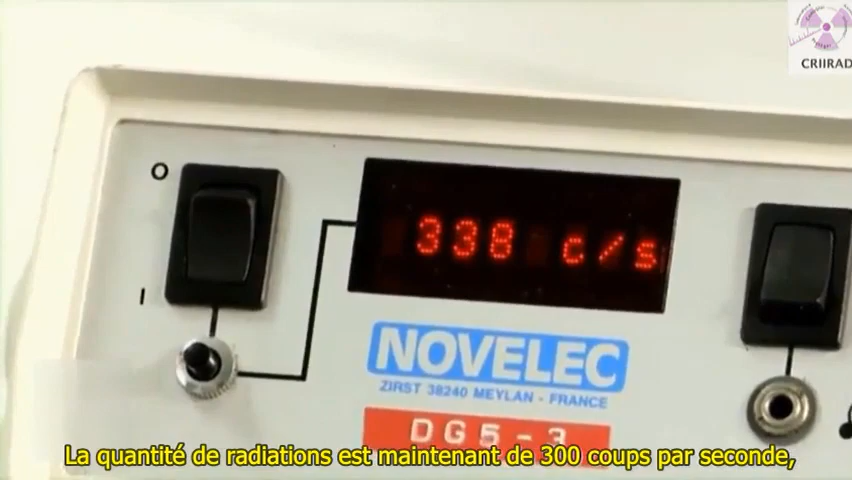 CRIIRAD
O
338 c/s
I
NOVELEC
ZIRST 38240 MEYLAN - FRANCE
DG5-3
La quantité de radiations est maintenant de 300 coups par seconde,